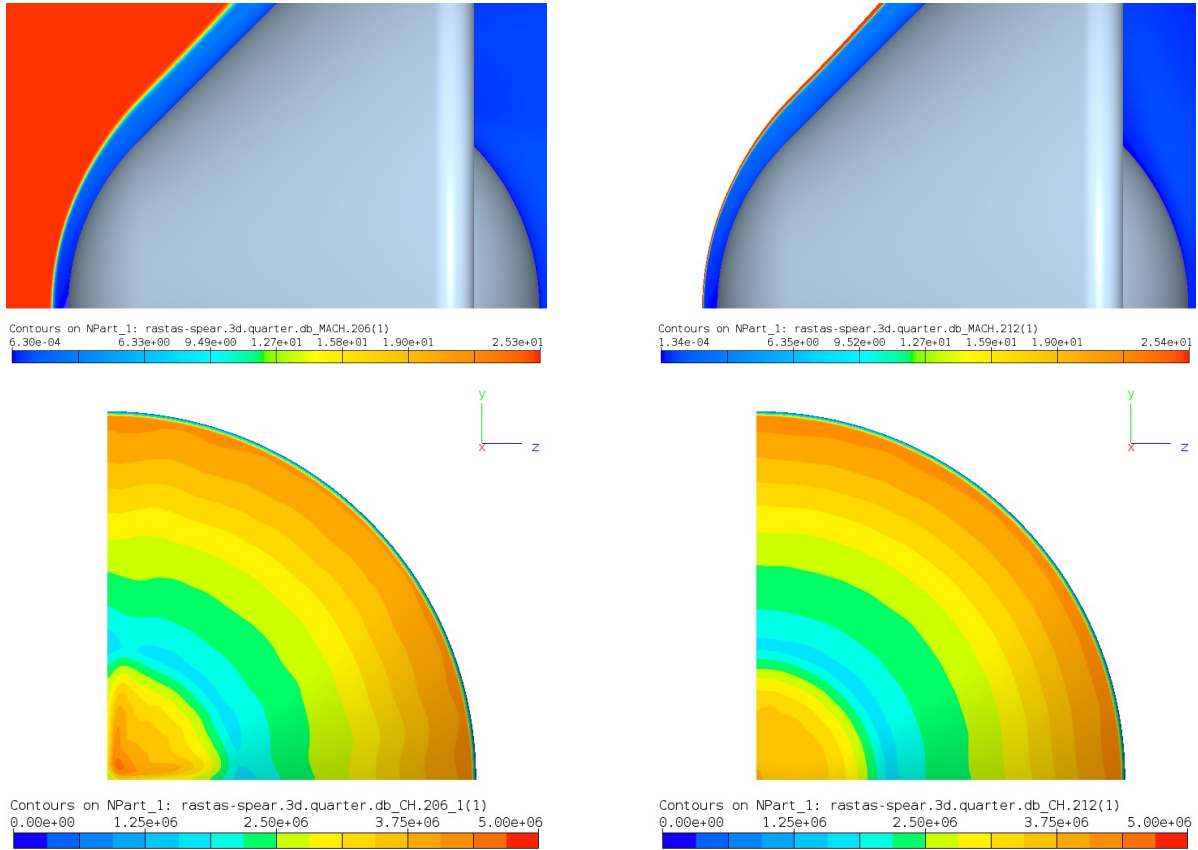 Contours on NPart_1: rastas-spear.3d.quarter.db_MACH.206(1)
6.30e-04 6.33e+00 9.49e+00 1.27e+01 1.58e+01 1.90e+01 2.53e+01
Contours on NPart_1: rastas-spear.3d.quarter.db_MACH.212(1)
1.34e-04 6.35e+00 9.52e+00 1.27e+01 1.59e+01 1.90e+01 2.54e+01
y
x z
y
x z
Contours on NPart_1: rastas-spear.3d.quarter.db_CH.206_1(1)
0.00e+00 1.25e+06 2.50e+06 3.75e+06 5.00e+06
Contours on NPart_1: rastas-spear.3d.quarter.db_CH.212(1)
0.00e+00 1.25e+06 2.50e+06 3.75e+06 5.00e+06